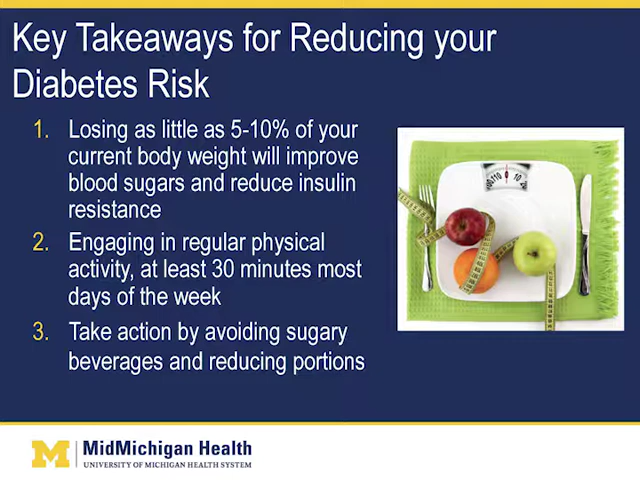 Key Takeaways for Reducing your
Diabetes Risk
1. Losing as little as 5-10% of your
current body weight will improve
blood sugars and reduce insulin
resistance
2. Engaging in regular physical
activity, at least 30 minutes most
days of the week
3. Take action by avoiding sugary
beverages and reducing portions
M MidMichigan Health
UNIVERSITY OF MICHIGAN HEALTH SYSTEM